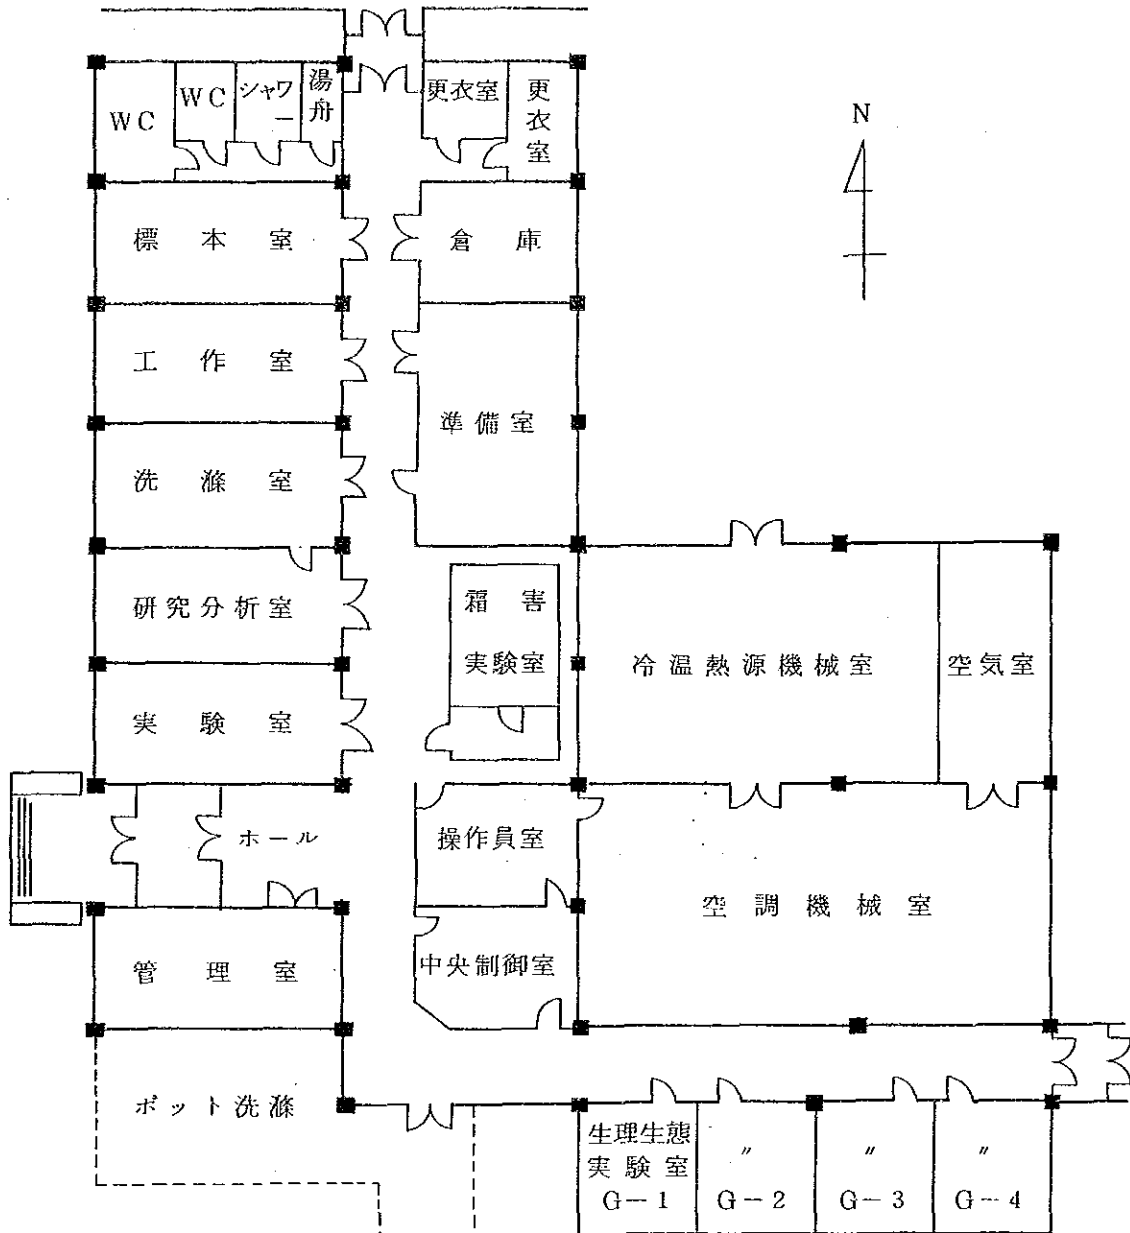 N
WC
WC
シャワー
湯舟
更衣室
更衣室
標本室
倉庫
工作室
準備室
洗滌室
研究分析室
霜害
実験室
冷温熱源機械室
空気室
実験室
ホール
操作員室
空調機械室
管理室
中央制御室
ポット洗滌
生理生態
実験室
G-1
〃
G-2
〃
G-3
〃
G-4